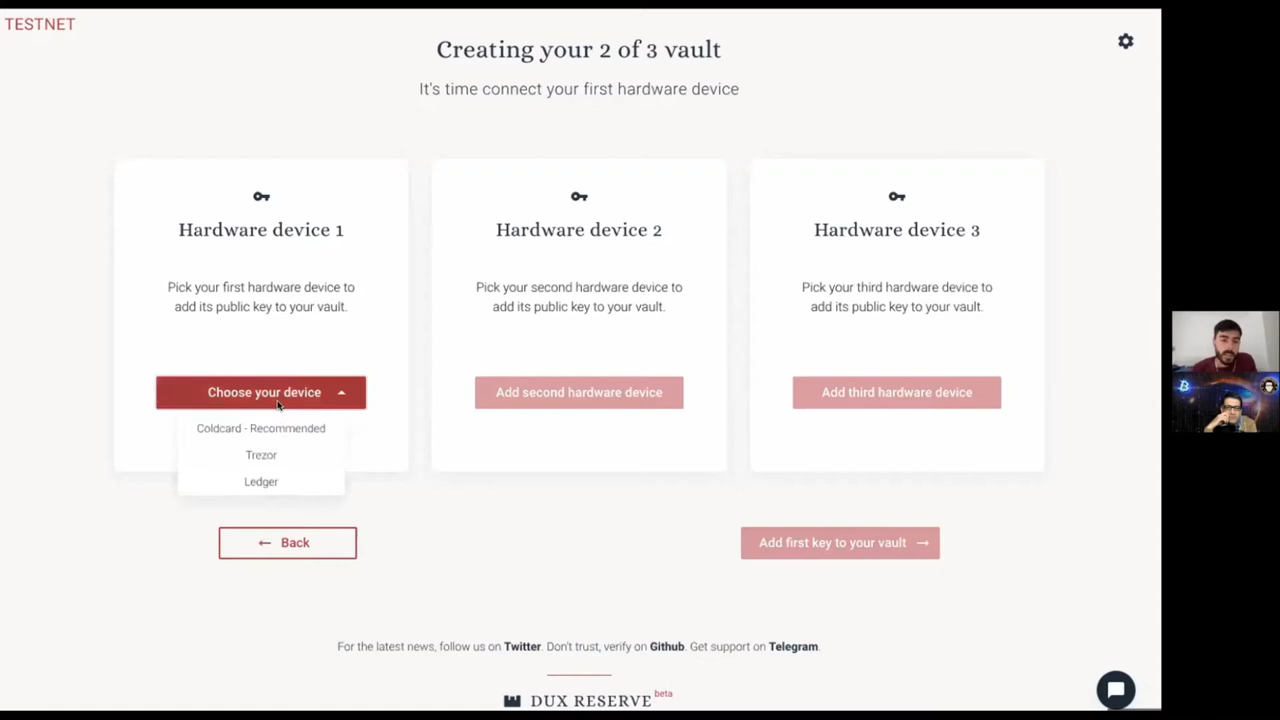 TESTNET
Creating your 2 of 3 vault
It's time connect your first hardware device
Hardware device 1
Pick your first hardware device to
add its public key to your vault.
Choose your device
Coldcard - Recommended
Trezor
Ledger
Hardware device 2
Pick your second hardware device to
add its public key to your vault.
Add second hardware device
Hardware device 3
Pick your third hardware device to
add its public key to your vault.
Add third hardware device
← Back
Add first key to your vault →
For the latest news, follow us on Twitter. Don't trust, verify on Github. Get support on Telegram.
DUX RESERVE beta